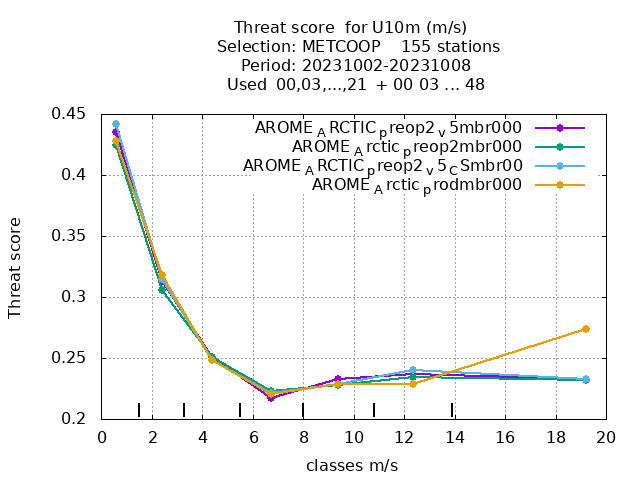 Threat score for U10m (m/s)
Selection: METCOOP 155 stations
Period: 20231002-20231008
Used 00,03,...,21 + 00 03 ... 48
0.45
0.4
0.35
0.3
0.25
0.2
Threat score
AROME_ARCTIC_preop2_v5mbr000
AROME_Arctic_preop2mbr000
AROME_ARCTIC_preop2_v5_CSmbr00
AROME_Arctic_prodmbr000
0 2 4 6 8 10 12 14 16 18 20
classes m/s